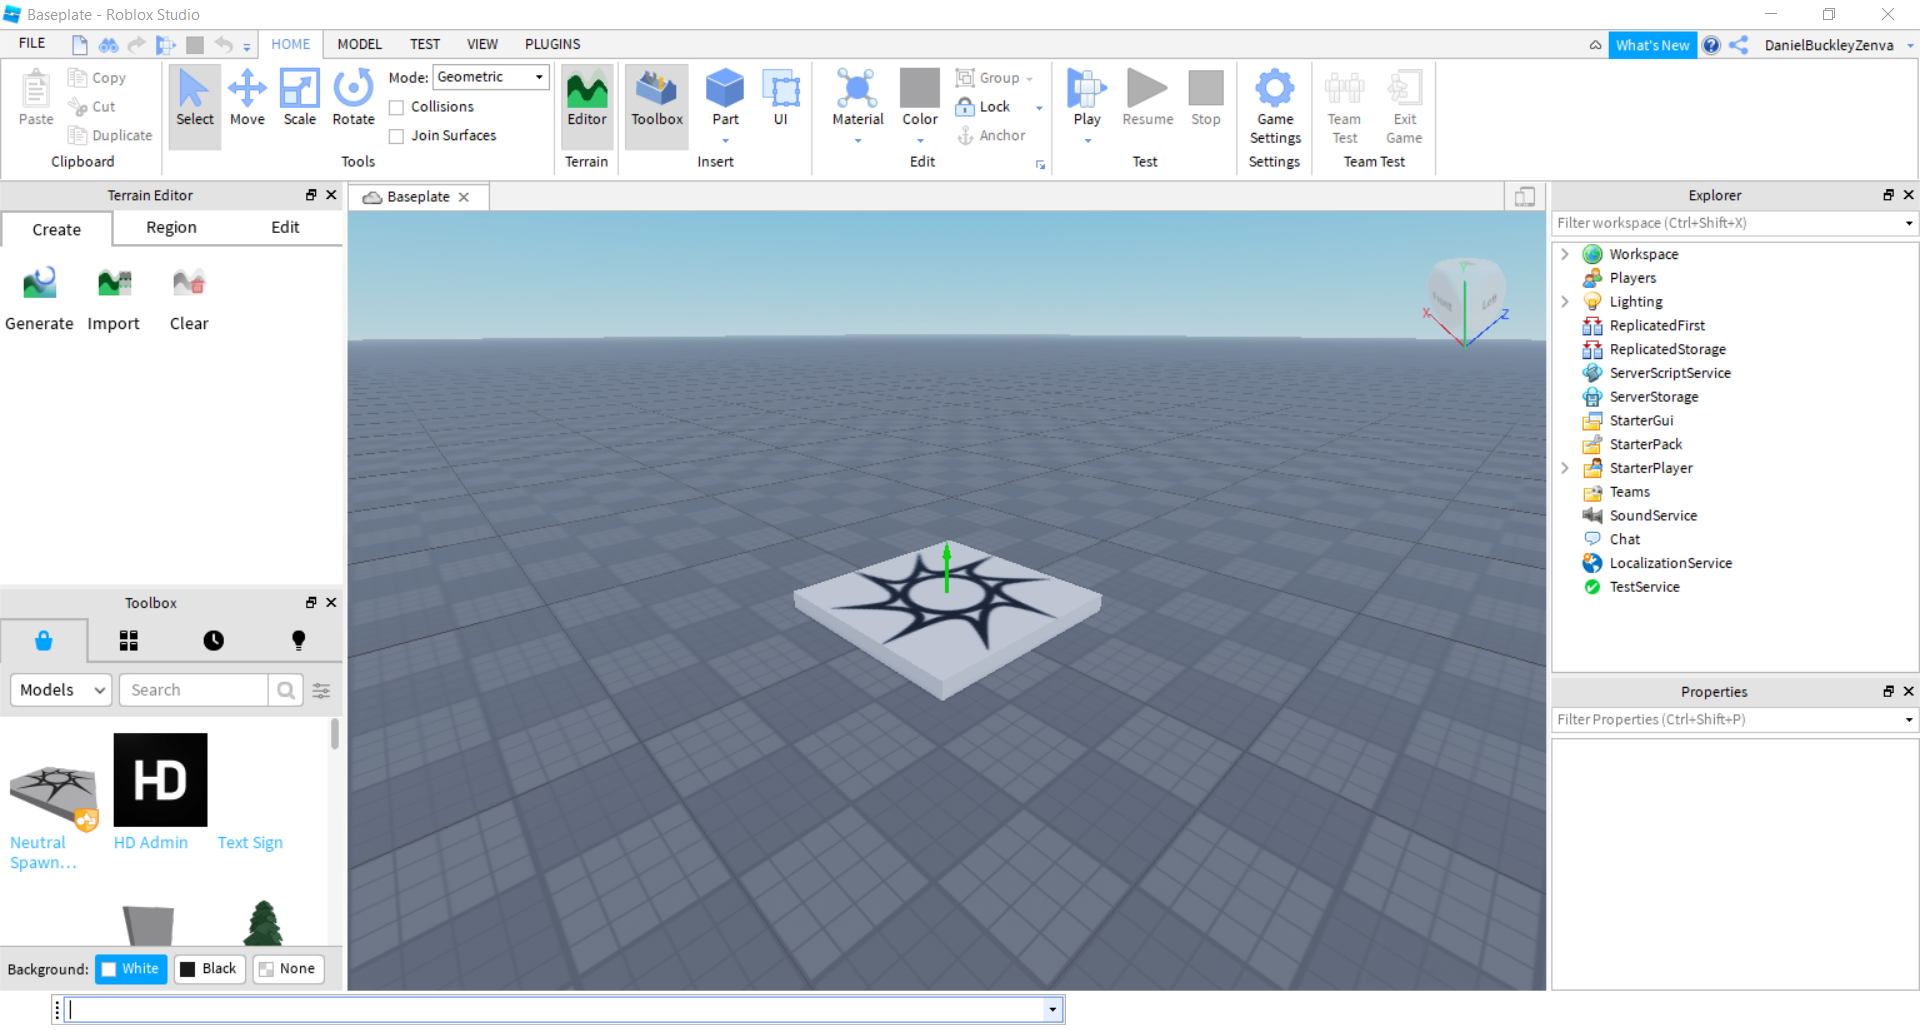 Baseplate - Roblox Studio
FILE
HOME
MODEL
TEST
VIEW
PLUGINS
What's New
DanielBuckleyZenva
Paste
Copy
Cut
Duplicate
Clipboard
Select
Move
Scale
Rotate
Mode: Geometric
Collisions
Join Surfaces
Tools
Editor
Terrain
Toolbox
Part
UI
Insert
Material
Color
Group
Lock
Anchor
Edit
Play
Resume
Stop
Test
Game
Settings
Settings
Team
Test
Exit
Game
Team Test
Terrain Editor
Create
Region
Edit
Generate
Import
Clear
Toolbox
Models
Search
HD
Neutral
Spawn...
HD Admin
Text Sign
Background:
White
Black
None
Baseplate
Y
Front
Left
X
Z
Explorer
Filter workspace (Ctrl+Shift+X)
Workspace
Players
Lighting
ReplicatedFirst
ReplicatedStorage
ServerScriptService
ServerStorage
StarterGui
StarterPack
StarterPlayer
Teams
SoundService
Chat
LocalizationService
TestService
Properties
Filter Properties (Ctrl+Shift+P)